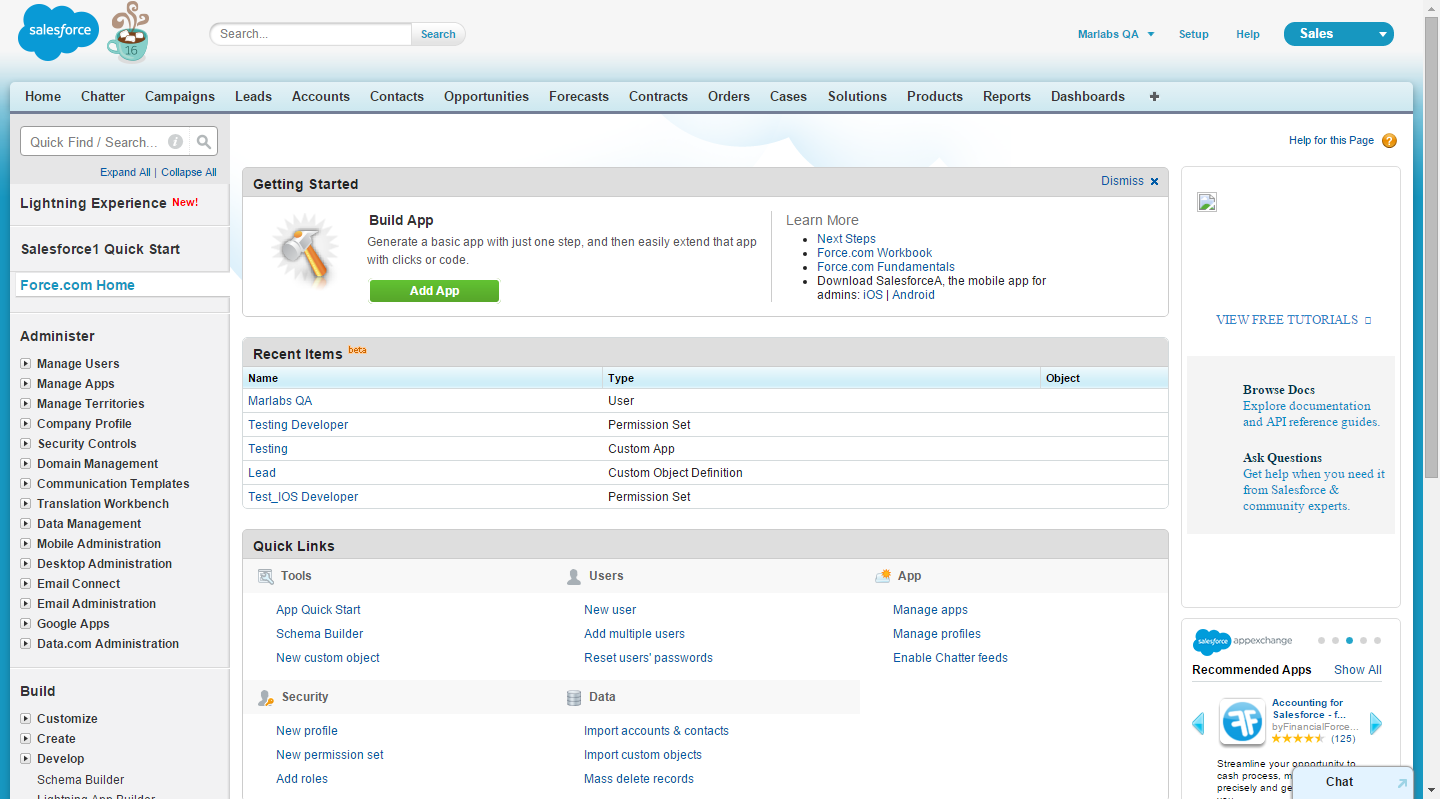 salesforce
16
Search...
Search
Marlabs QA
Setup
Help
Sales
Home Chatter Campaigns Leads Accounts Contacts Opportunities Forecasts Contracts Orders Cases Solutions Products Reports Dashboards +
Quick Find / Search...
Expand All | Collapse All
Lightning Experience New!
Salesforce1 Quick Start
Force.com Home
Administer
Manage Users
Manage Apps
Manage Territories
Company Profile
Security Controls
Domain Management
Communication Templates
Translation Workbench
Data Management
Mobile Administration
Desktop Administration
Email Connect
Email Administration
Google Apps
Data.com Administration
Build
Customize
Create
Develop
Schema Builder
Lightning App Builder
Help for this Page ?
Getting Started
Dismiss
Build App
Generate a basic app with just one step, and then easily extend that app
with clicks or code.
Add App
Learn More
Next Steps
Force.com Workbook
Force.com Fundamentals
Download SalesforceA, the mobile app for
admins: iOS | Android
Recent Items beta
Name Type Object
Marlabs QA User
Testing Developer Permission Set
Testing Custom App
Lead Custom Object Definition
Test_IOS Developer Permission Set
Quick Links
Tools
App Quick Start
Schema Builder
New custom object
Users
New user
Add multiple users
Reset users' passwords
App
Manage apps
Manage profiles
Enable Chatter feeds
Security
New profile
New permission set
Add roles
Data
Import accounts & contacts
Import custom objects
Mass delete records
VIEW FREE TUTORIALS
Browse Docs
Explore documentation
and API reference guides.
Ask Questions
Get help when you need it
from Salesforce &
community experts.
salesforce appexchange
Recommended Apps Show All
Accounting for
Salesforce - f...
byFinancialForce...
(125)
Streamline your opportunity to
cash process, m
precisely and ge
Chat